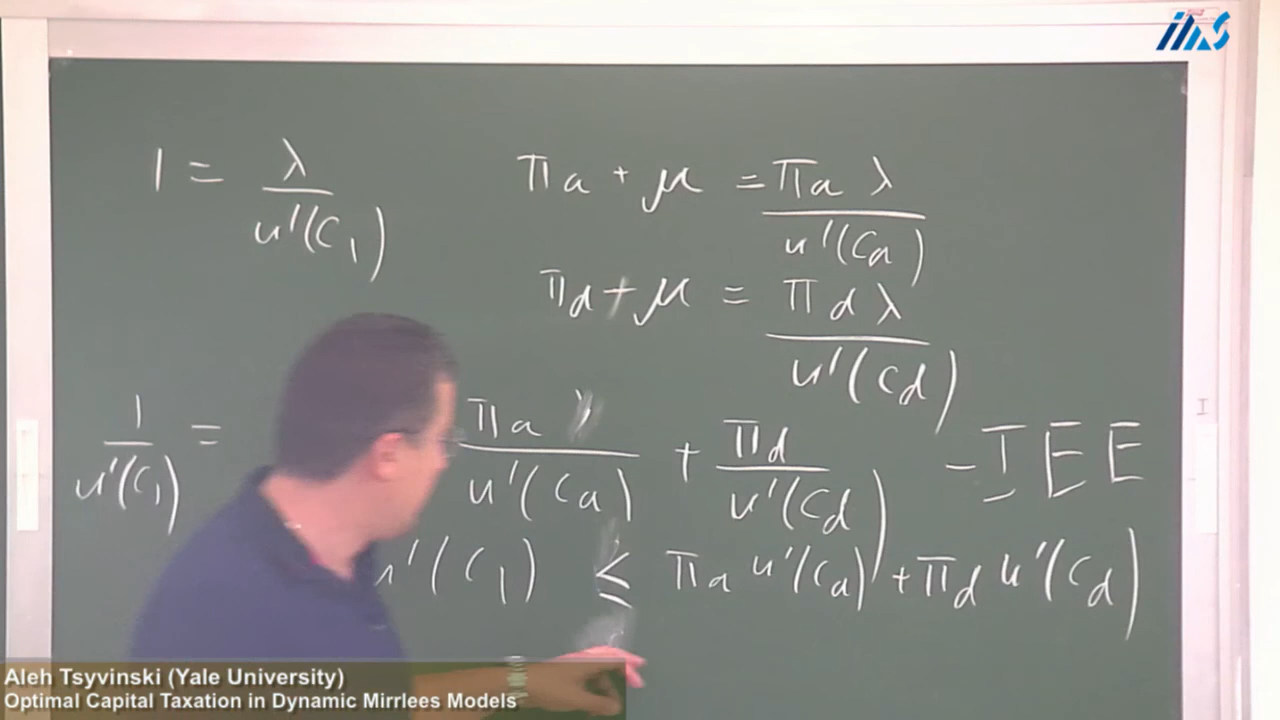 ihs
1 = λ / u'(c₁)
πa + μ = πa λ / u'(ca)
πd + μ = πd λ / u'(cd)
1 / u'(c₁) = πa / u'(ca) + πd / u'(cd) - IEE
u'(c₁) ≤ πa u'(ca) + πd u'(cd)
Aleh Tsyvinski (Yale University)
Optimal Capital Taxation in Dynamic Mirrlees Models